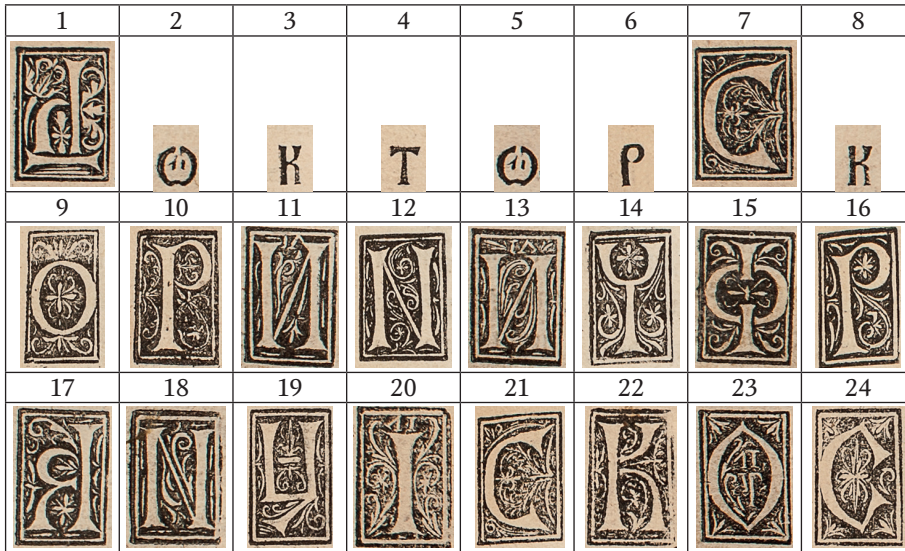 1 2 3 4 5 6 7 8
Ѡ К Т Ѡ Р С К
9 10 11 12 13 14 15 16
О Р И N И Ч Ф Р
17 18 19 20 21 22 23 24
N І С К Ѻ С